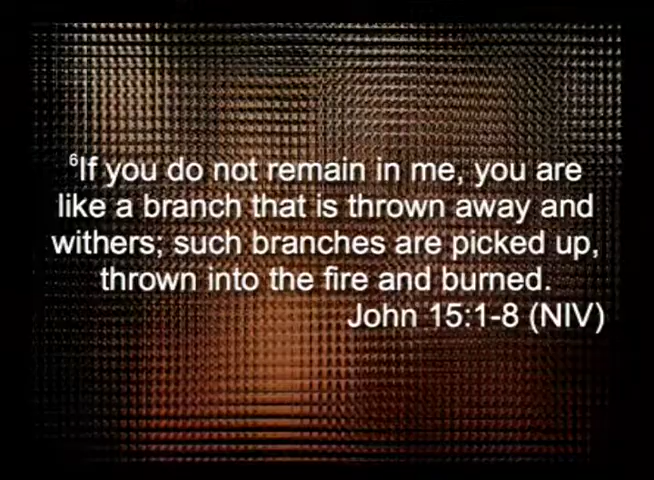 ⁶If you do not remain in me, you are
like a branch that is thrown away and
withers; such branches are picked up,
thrown into the fire and burned.
John 15:1-8 (NIV)